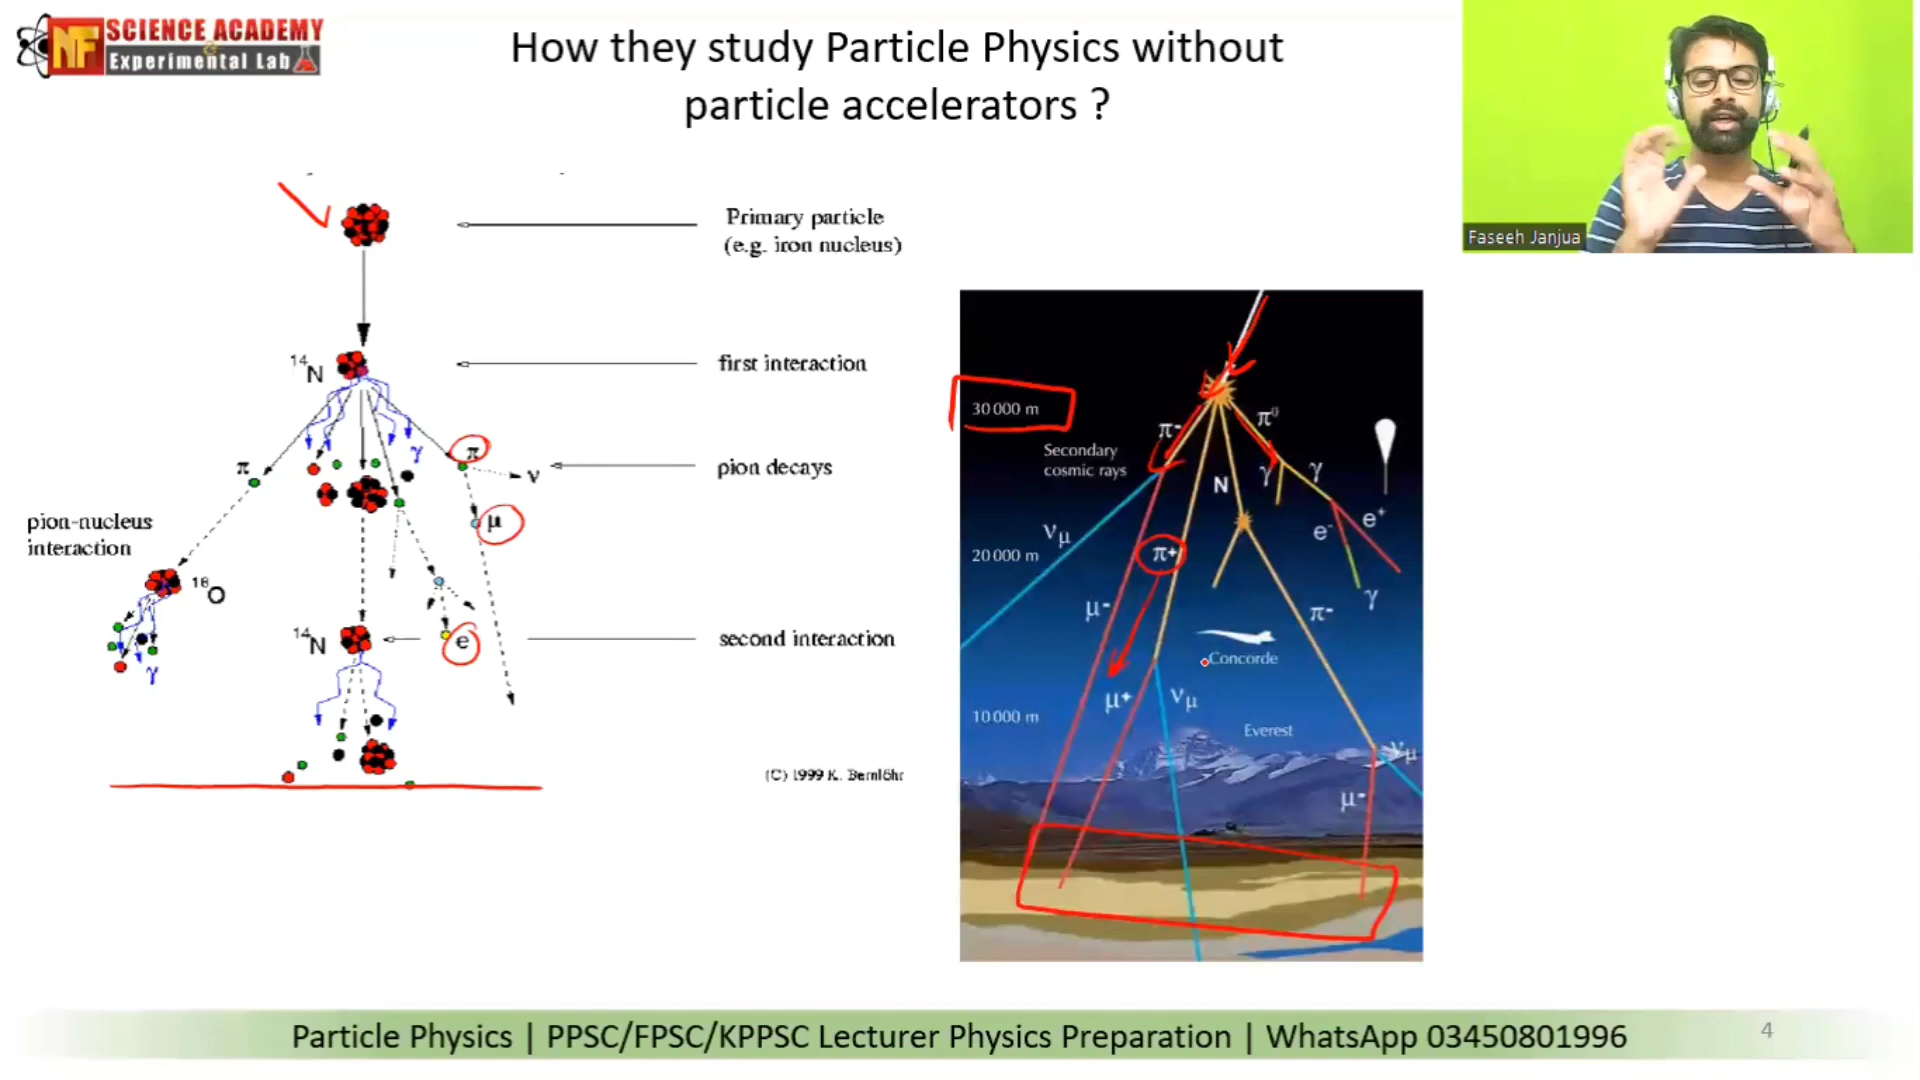 NF
SCIENCE ACADEMY
Experimental Lab
How they study Particle Physics without
particle accelerators ?
Faseeh Janjua
Primary particle
(e.g. iron nucleus)
14N
first interaction
π
γ
π
ν
pion decays
μ
pion-nucleus
interaction
16O
γ
14N
e
second interaction
(C) 1999 K. Bernlöhr
30 000 m
π-
π0
Secondary
cosmic rays
N
γ
γ
νμ
20 000 m
π+
e-
e+
γ
μ-
π-
Concorde
10 000 m
μ+
νμ
Everest
νμ
μ-
Particle Physics | PPSC/FPSC/KPPSC Lecturer Physics Preparation | WhatsApp 03450801996
4